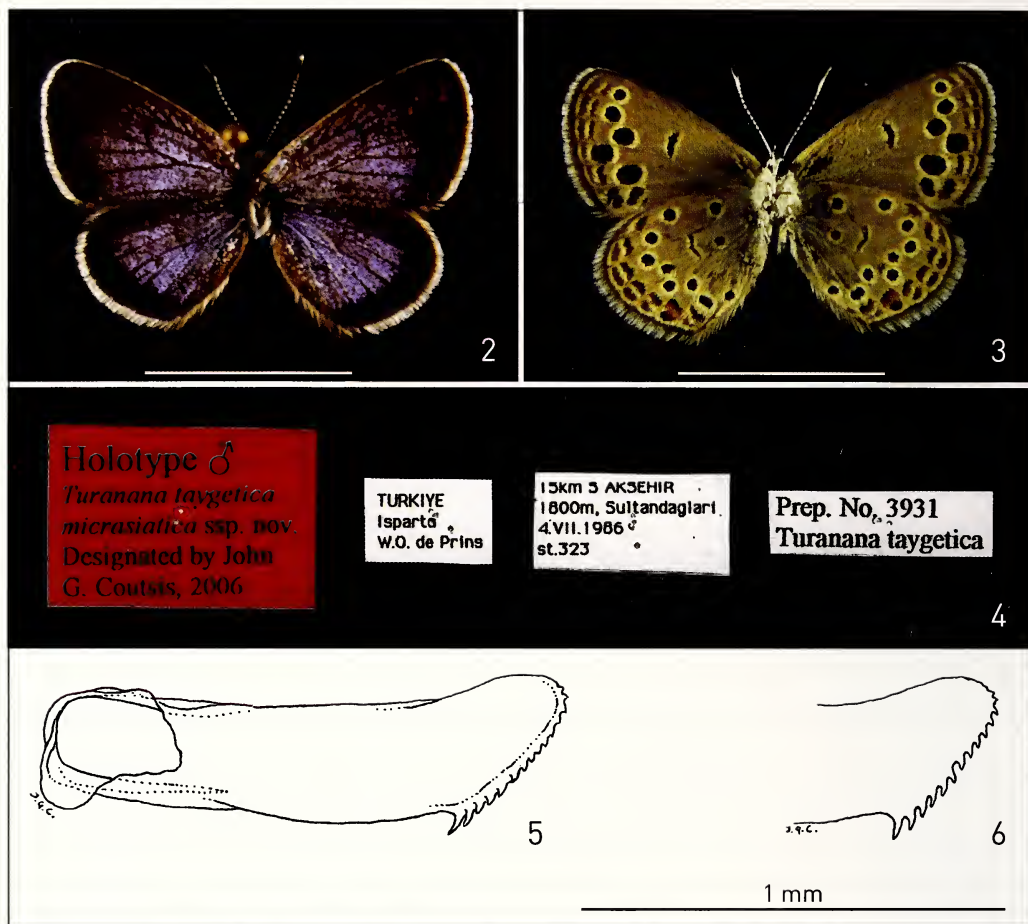 2
3
Holotype ♂
Turanana taygetica
micrasiatica ssp. nov.
Designated by John
G. Coutsis, 2006
TURKIYE
Isparta
W.O. de Prins
15km S AKSEHIR
1800m, Sultandaglari
4.VII.1986
st.323
Prep. No. 3931
Turanana taygetica
4
J.G.C.
5
J.G.C.
6
1 mm